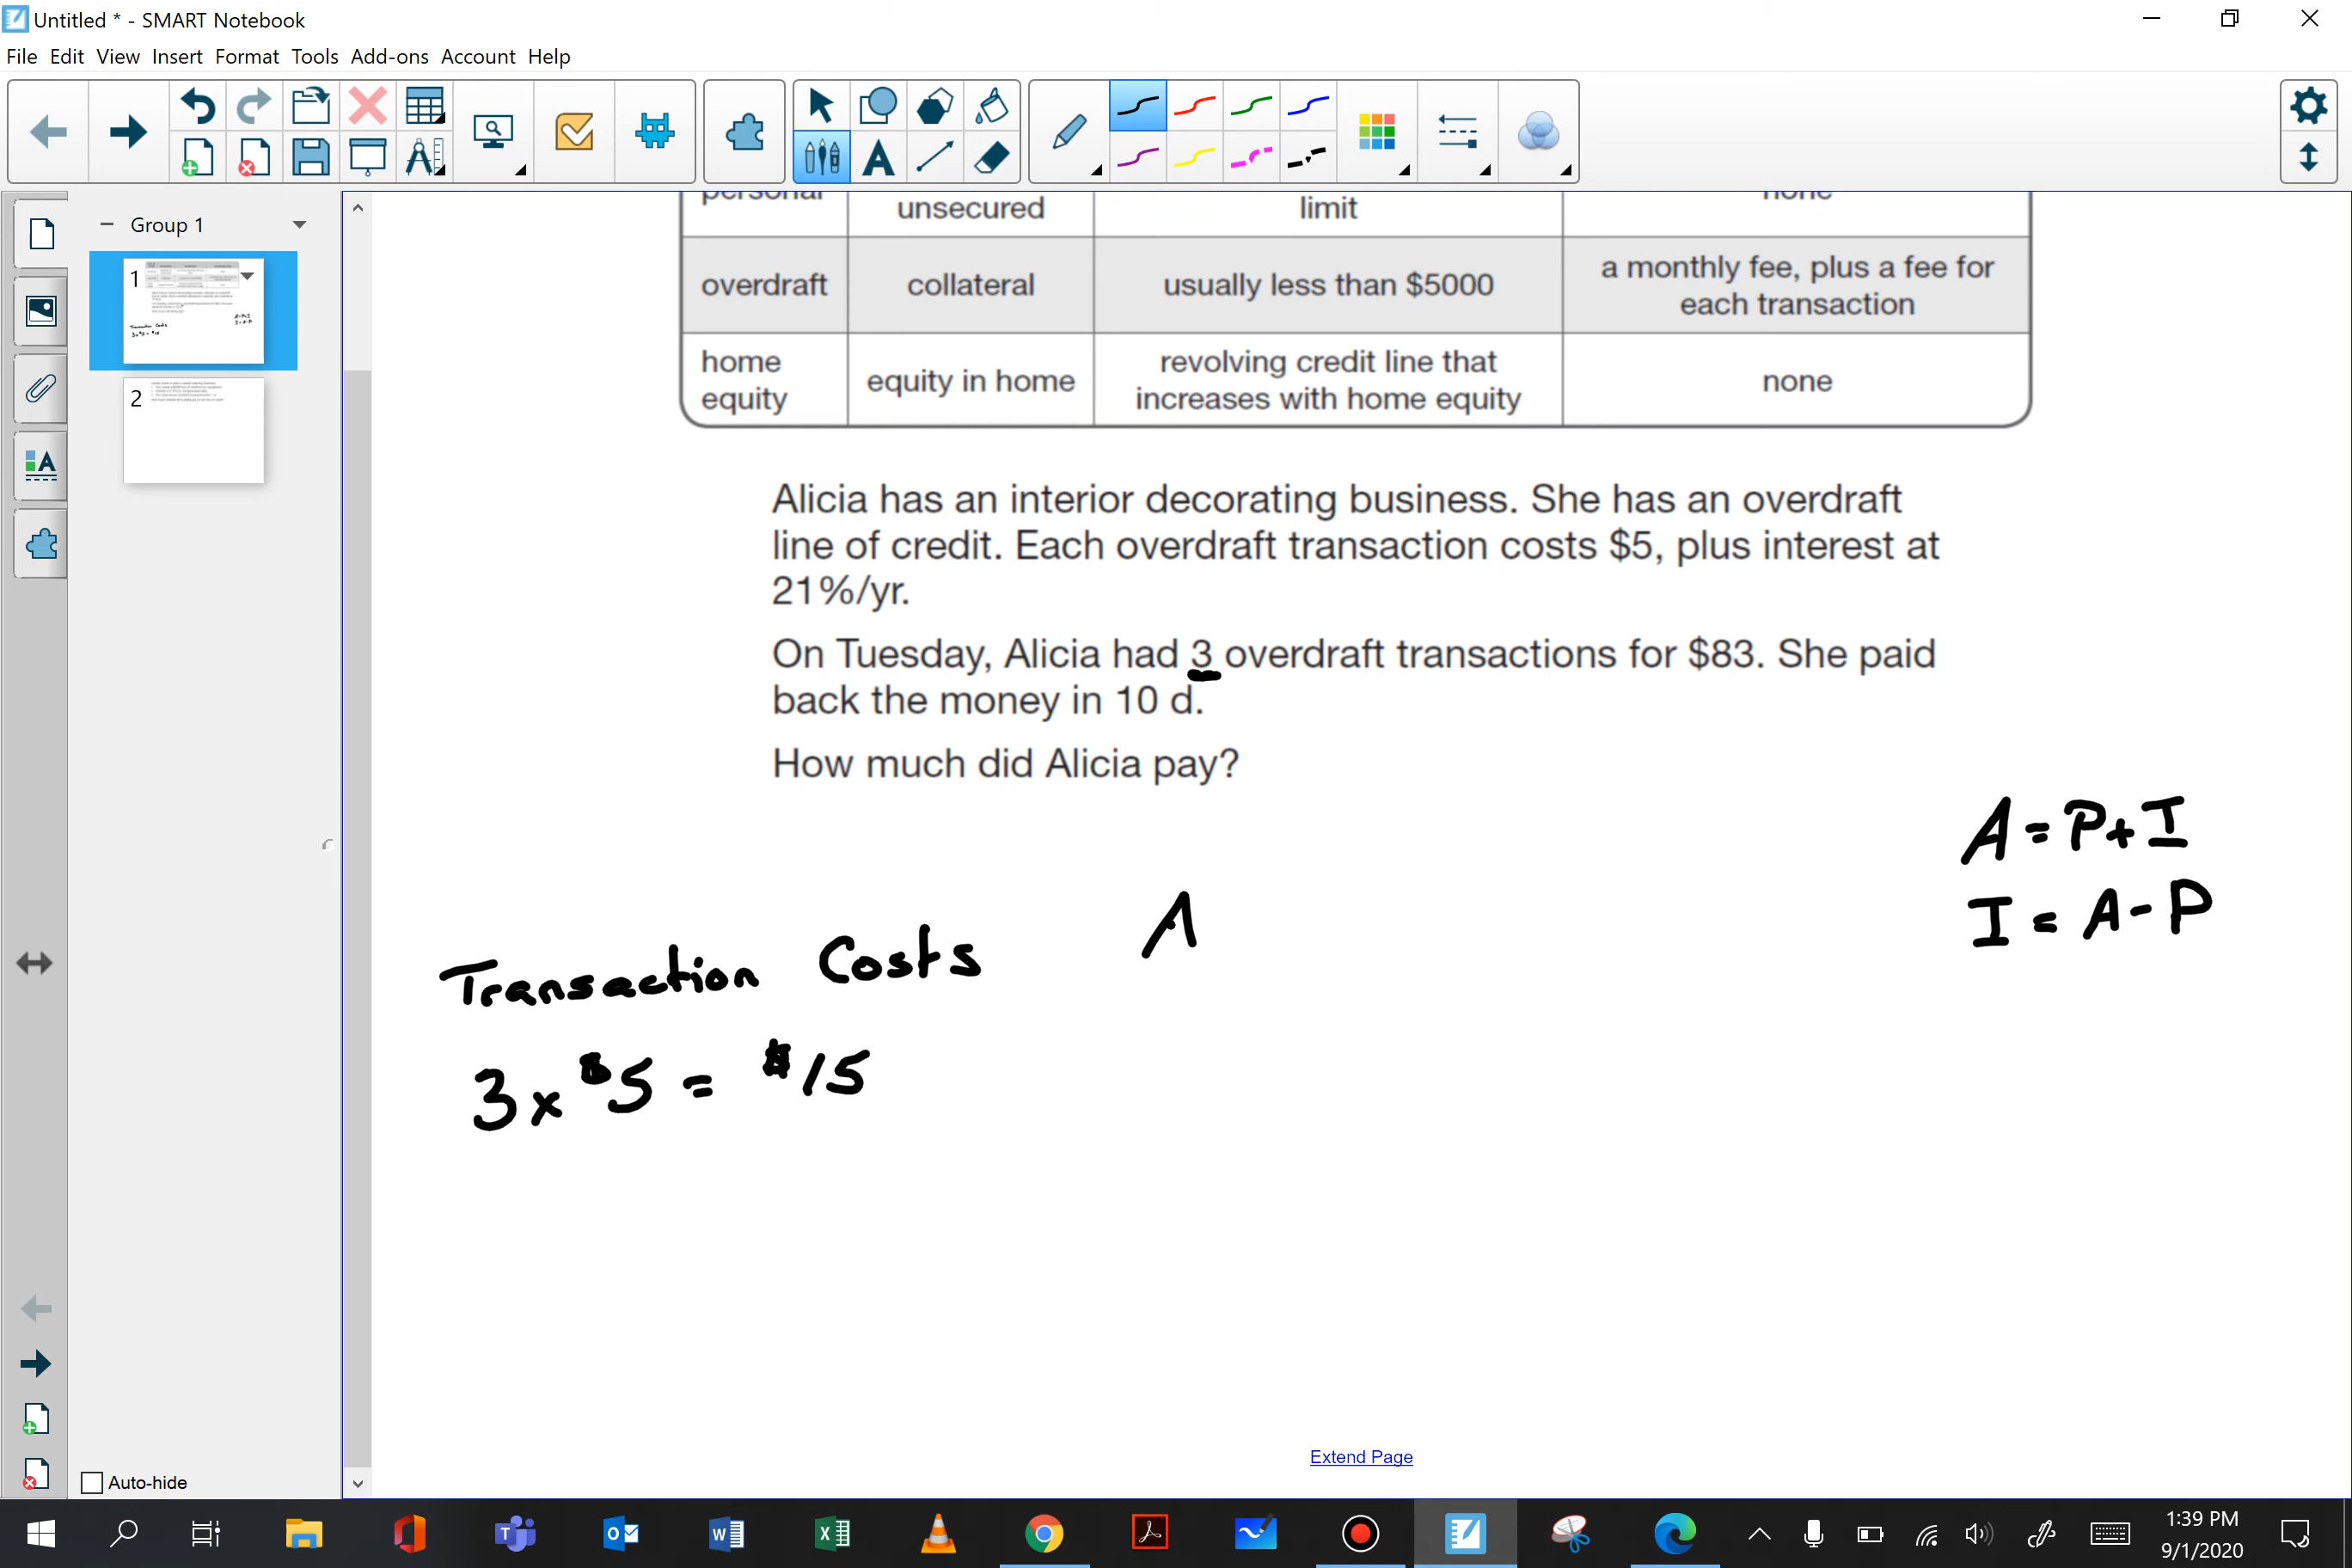 Untitled * - SMART Notebook
File Edit View Insert Format Tools Add-ons Account Help
Group 1
1
2
Auto-hide
personal unsecured limit none
overdraft collateral usually less than $5000 a monthly fee, plus a fee for
each transaction
home
equity equity in home revolving credit line that
increases with home equity none
Alicia has an interior decorating business. She has an overdraft
line of credit. Each overdraft transaction costs $5, plus interest at
21%/yr.
On Tuesday, Alicia had 3 overdraft transactions for $83. She paid
back the money in 10 d.
How much did Alicia pay?
A = P + I
I = A - P
Transaction Costs
3 x $5 = $15
Extend Page
1:39 PM
9/1/2020